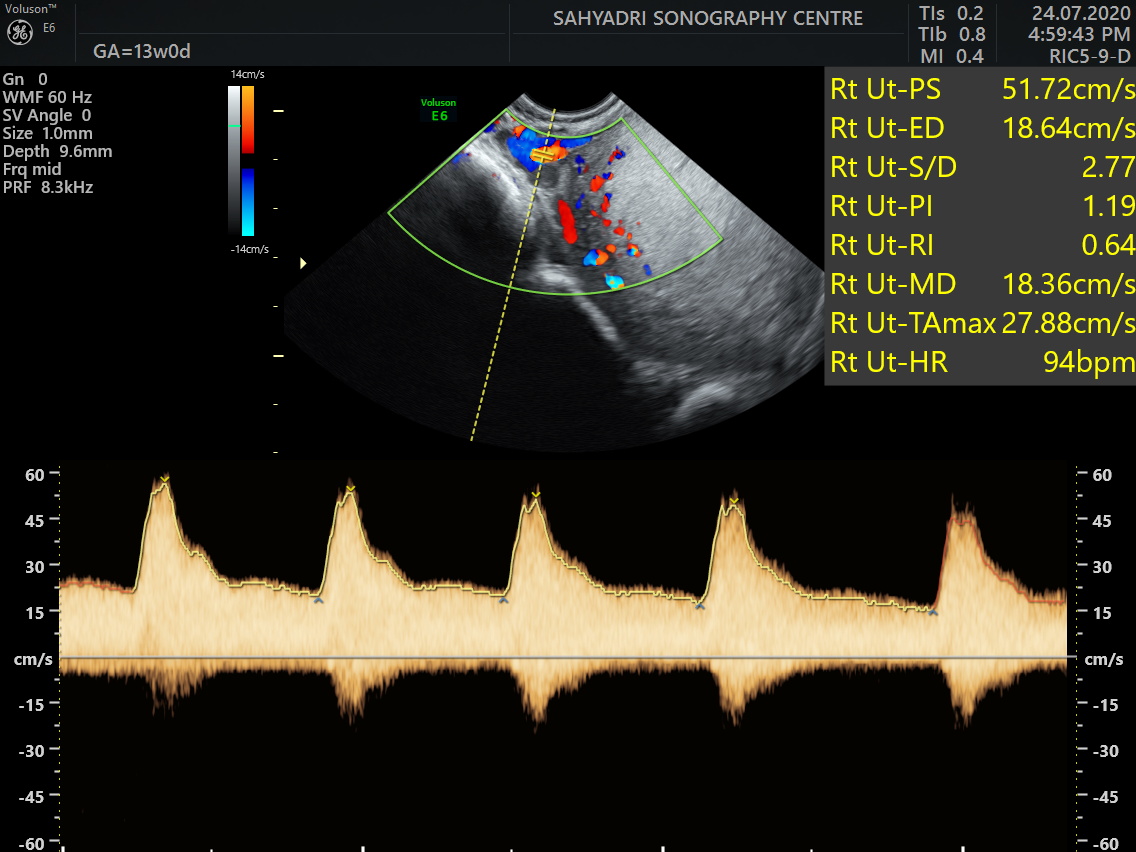 Voluson™
E6
SAHYADRI SONOGRAPHY CENTRE
GA=13w0d
TIs 0.2
TIb 0.8
MI 0.4
24.07.2020
4:59:43 PM
RIC5-9-D
Gn 0
WMF 60 Hz
SV Angle 0
Size 1.0mm
Depth 9.6mm
Frq mid
PRF 8.3kHz
14cm/s
-14cm/s
Voluson
E6
Rt Ut-PS 51.72cm/s
Rt Ut-ED 18.64cm/s
Rt Ut-S/D 2.77
Rt Ut-PI 1.19
Rt Ut-RI 0.64
Rt Ut-MD 18.36cm/s
Rt Ut-TAmax 27.88cm/s
Rt Ut-HR 94bpm
60 60
45 45
30 30
15 15
cm/s cm/s
-15 -15
-30 -30
-45 -45
-60 -60